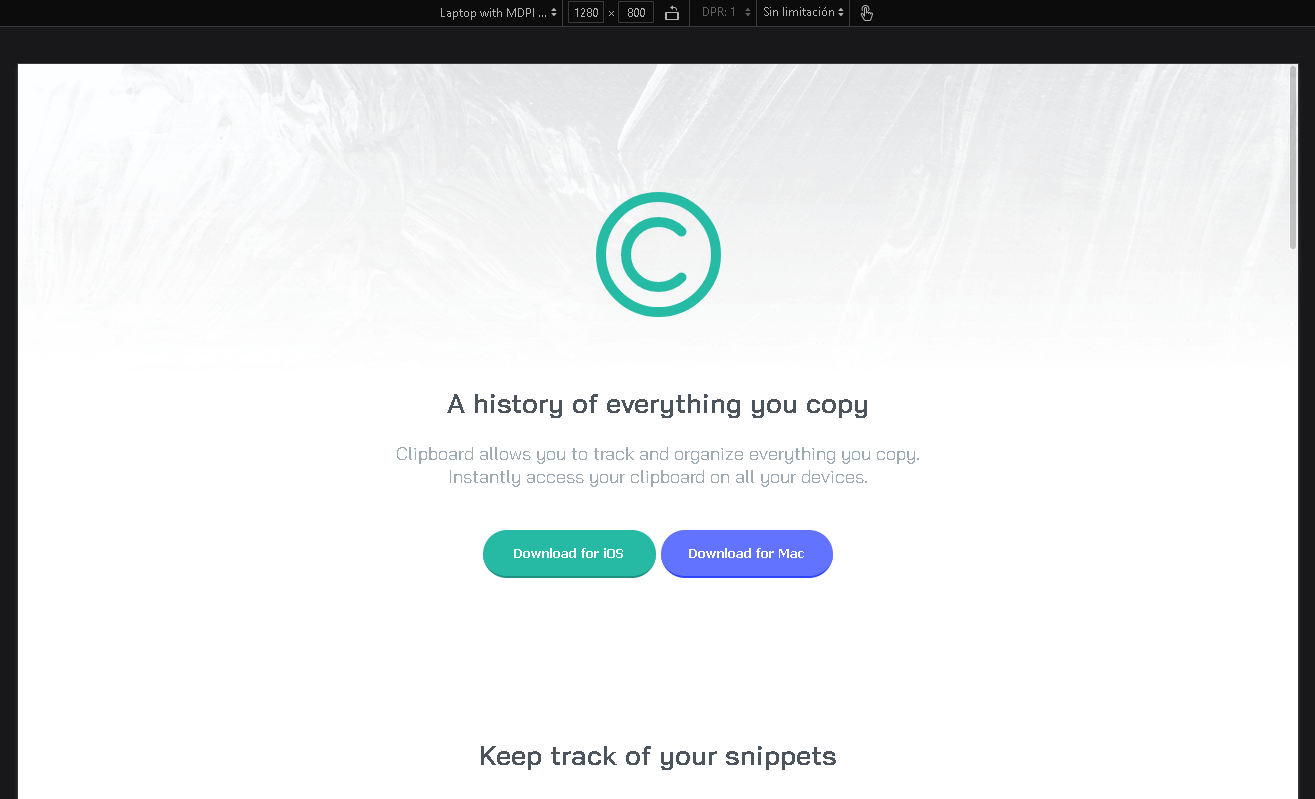 Laptop with MDPI ... 1280 × 800 DPR: 1 Sin limitación
C
A history of everything you copy
Clipboard allows you to track and organize everything you copy.
Instantly access your clipboard on all your devices.
Download for iOS Download for Mac
Keep track of your snippets